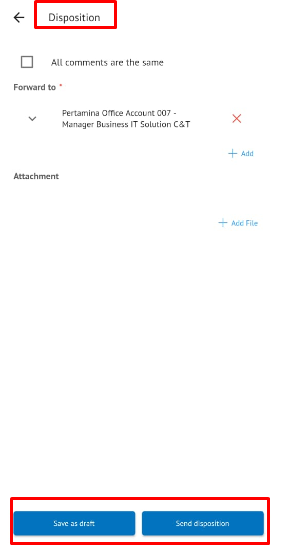 Disposition
All comments are the same
Forward to *
Pertamina Office Account 007 -
Manager Business IT Solution C&T
+ Add
Attachment
+ Add File
Save as draft
Send disposition